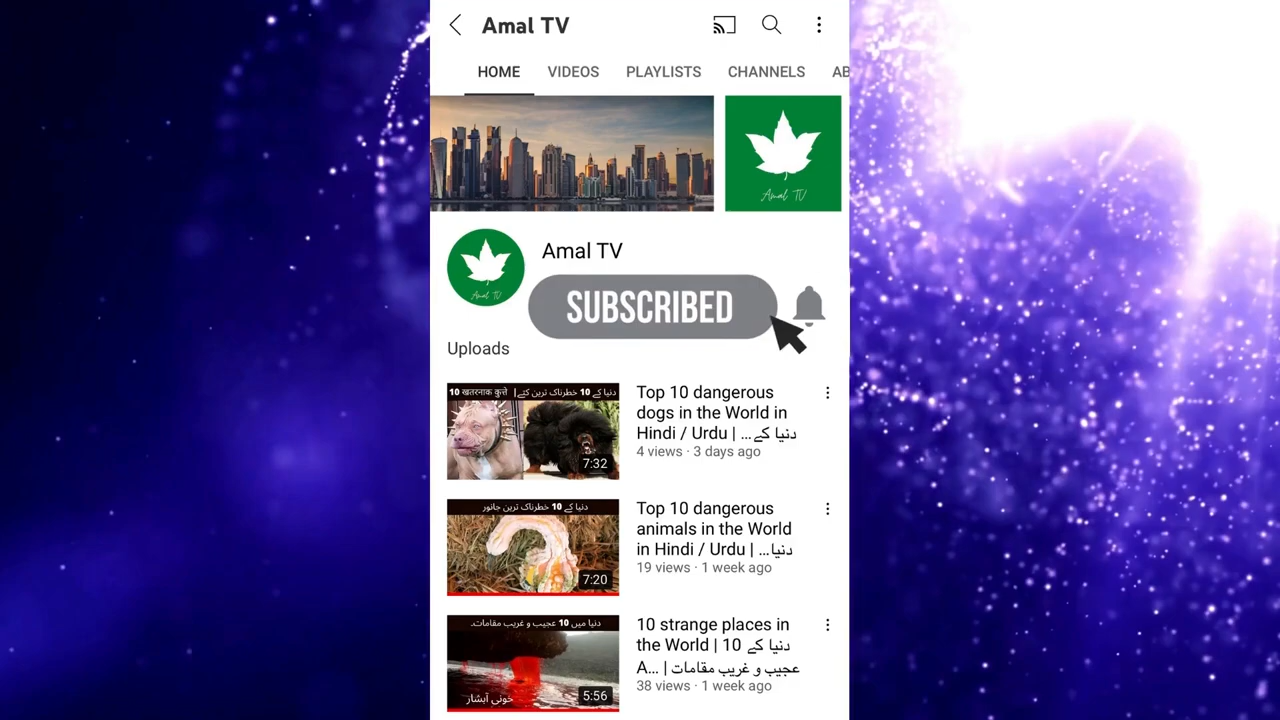 Amal TV
HOME VIDEOS PLAYLISTS CHANNELS AB
Amal TV
Amal TV
Amal TV
SUBSCRIBED
Uploads
10 खतरनाक कुत्ते |دنیا کے 10 خطرناک ترین کتے
7:32
Top 10 dangerous
dogs in the World in
Hindi / Urdu | دنیا کے...
4 views · 3 days ago
دنیا کے 10 خطرناک ترین جانور
7:20
Top 10 dangerous
animals in the World
in Hindi / Urdu | دنیا...
19 views · 1 week ago
دنیا میں 10 عجیب و غریب مقامات۔
خونی آبشار
5:56
10 strange places in
the World | دنیا کے 10
عجیب و غریب مقامات | A...
38 views · 1 week ago